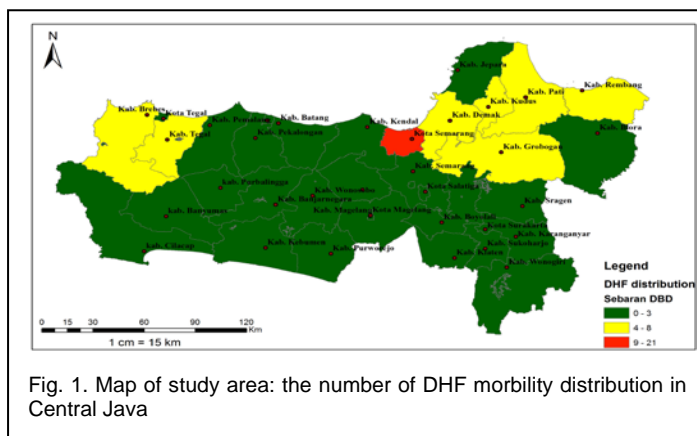 N
Kab. Jepara
Kab. Rembang
Kab. Pati
Kab. Brebes
Kota Tegal
Kab. Kudus
Kab. Pemalang
Kab. Batang
Kab. Kendal
Kab. Demak
Kab. Tegal
Kab. Pekalongan
Kota Semarang
Kab. Blora
Kab. Grobogan
Kab. Semarang
kab. Purbalingga
Kab. Wonosobo
Kota Salatiga
Kab. Banjarnegara
Kab. Sragen
kab. Banyumas
Kab. Magelang
Kota Magelang
Kab. Boyolali
Kota Surakarta
Kab. Karanganyar
kab. Cilacap
Kab. Kebumen
Kab. Purworejo
Kab. Sukoharjo
Kab. Klaten
Kab. Wonogiri
Legend
DHF distribution
Sebaran DBD
0 - 3
4 - 8
9 - 21
0 15 30 60 90 120
Km
1 cm = 15 km
Fig. 1. Map of study area: the number of DHF morbility distribution in
Central Java